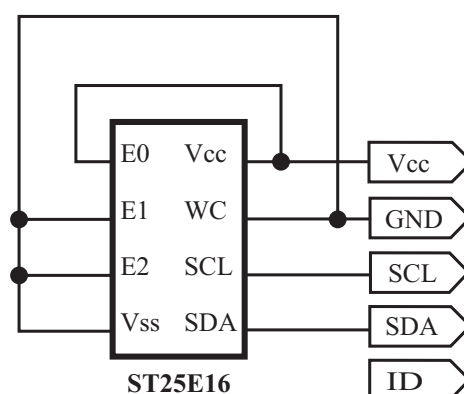 E0 Vcc Vcc
E1 WC GND
E2 SCL SCL
Vss SDA SDA
ST25E16 ID